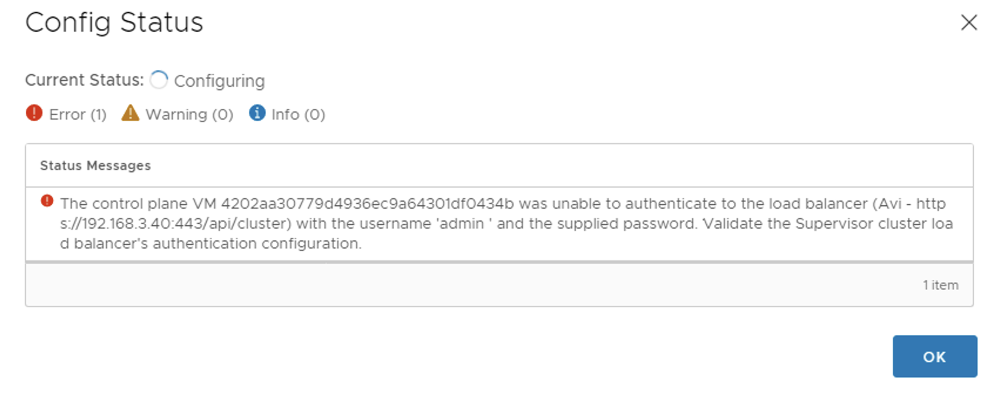 Config Status
Current Status: Configuring
Error (1) Warning (0) Info (0)
Status Messages
The control plane VM 4202aa30779d4936ec9a64301df0434b was unable to authenticate to the load balancer (Avi - http
s://192.168.3.40:443/api/cluster) with the username 'admin ' and the supplied password. Validate the Supervisor cluster loa
d balancer's authentication configuration.
1 item
OK